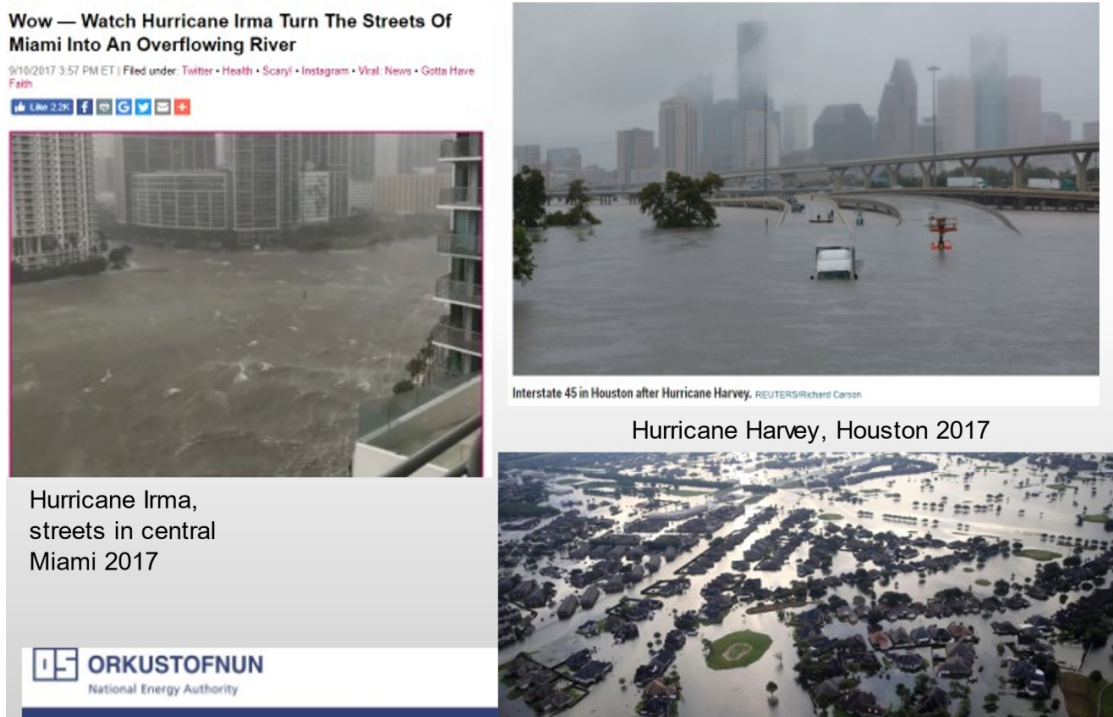 Wow — Watch Hurricane Irma Turn The Streets Of
Miami Into An Overflowing River
9/10/2017 3:57 PM ET | Filed under: Twitter • Health • Scary! • Instagram • Viral: News • Gotta Have
Faith
Like 2.2K
Hurricane Irma,
streets in central
Miami 2017
Interstate 45 in Houston after Hurricane Harvey. REUTERS/Richard Carson
Hurricane Harvey, Houston 2017
ORKUSTOFNUN
National Energy Authority